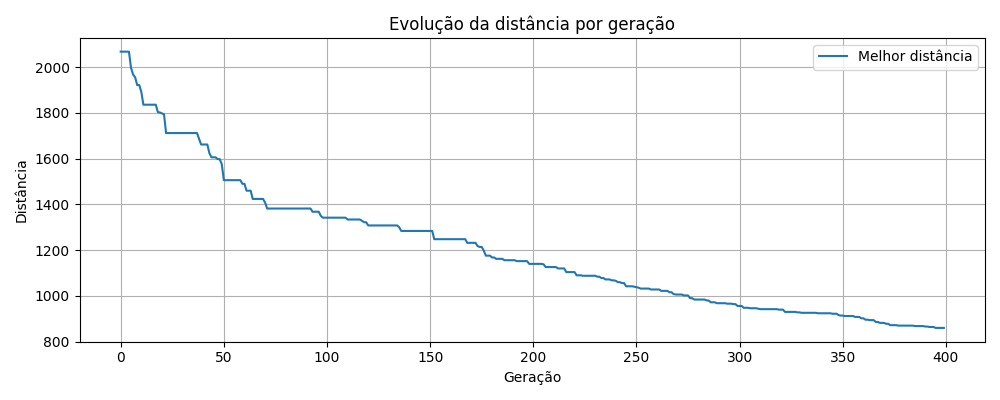 Evolução da distância por geração
Melhor distância
Distância
2000
1800
1600
1400
1200
1000
800
0 50 100 150 200 250 300 350 400
Geração